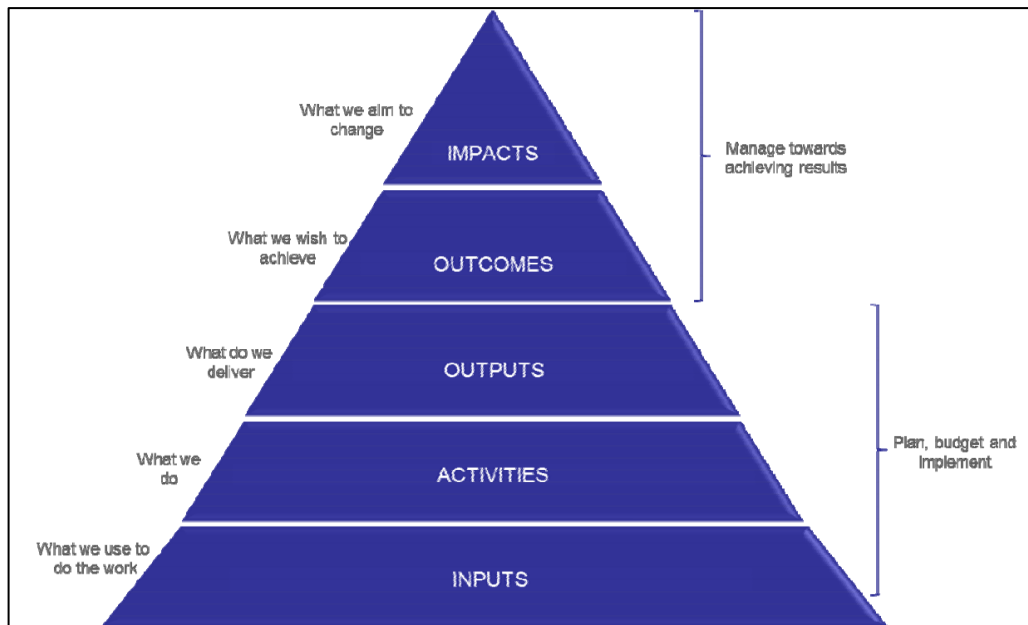 What we aim to
change
IMPACTS
Manage towards
achieving results
What we wish to
achieve
OUTCOMES
What do we
deliver
OUTPUTS
Plan, budget and
implement
What we
do
ACTIVITIES
What we use to
do the work
INPUTS